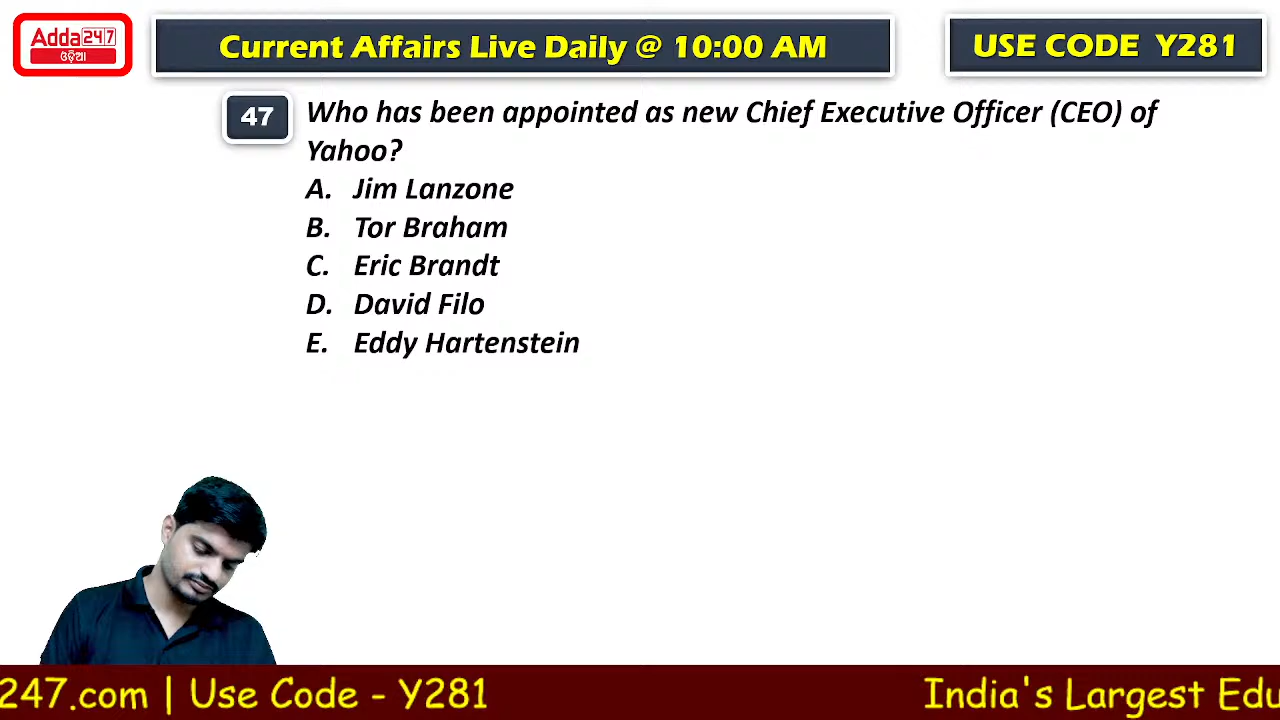 Adda247
ଓଡ଼ିଆ
Current Affairs Live Daily @ 10:00 AM
USE CODE Y281
47
Who has been appointed as new Chief Executive Officer (CEO) of
Yahoo?
A. Jim Lanzone
B. Tor Braham
C. Eric Brandt
D. David Filo
E. Eddy Hartenstein
247.com | Use Code - Y281
India's Largest Edu